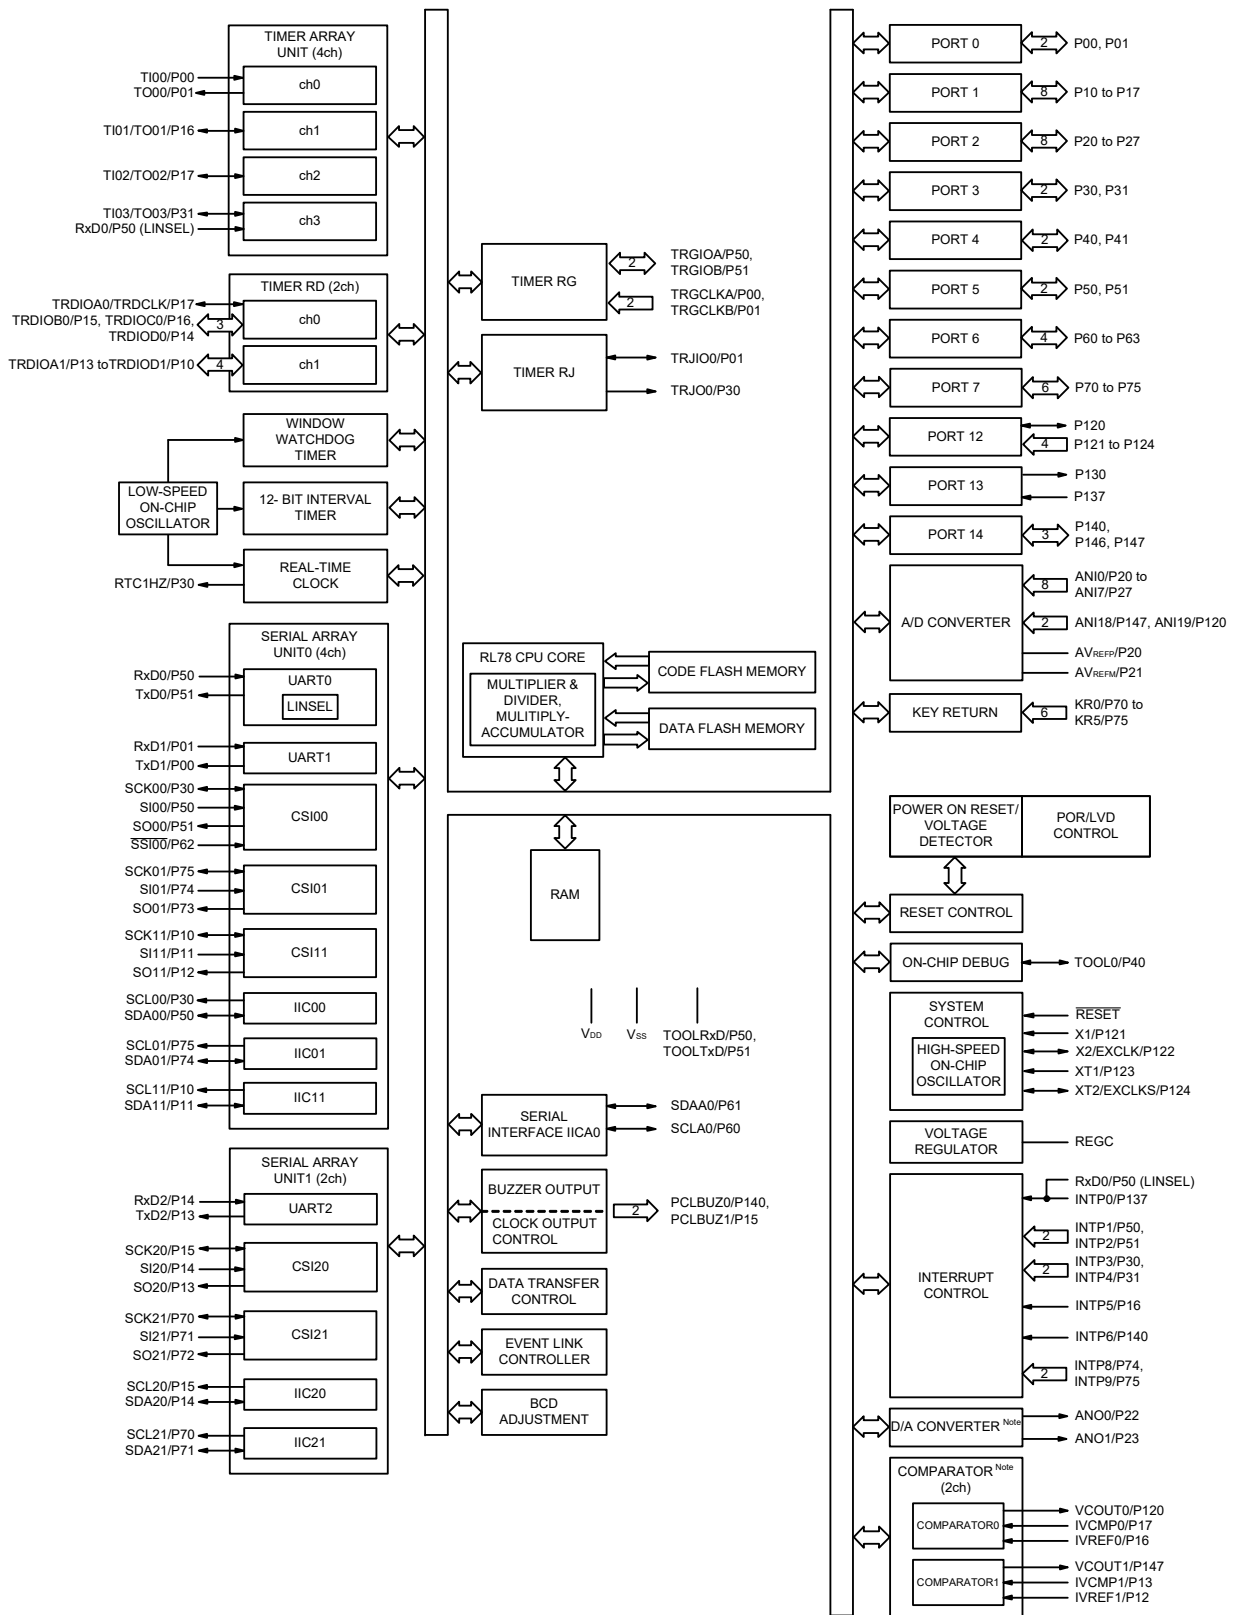 TIMER ARRAY
UNIT (4ch)
TI00/P00
TO00/P01
ch0
TI01/TO01/P16
ch1
TI02/TO02/P17
ch2
TI03/TO03/P31
RxD0/P50 (LINSEL)
ch3
TIMER RD (2ch)
TRDIOA0/TRDCLK/P17
TRDIOB0/P15, TRDIOC0/P16,
TRDIOD0/P14
3
ch0
TRDIOA1/P13 toTRDIOD1/P10
4
ch1
WINDOW
WATCHDOG
TIMER
LOW-SPEED
ON-CHIP
OSCILLATOR
12- BIT INTERVAL
TIMER
RTC1HZ/P30
REAL-TIME
CLOCK
SERIAL ARRAY
UNIT0 (4ch)
RxD0/P50
TxD0/P51
UART0
LINSEL
RxD1/P01
TxD1/P00
UART1
SCK00/P30
SI00/P50
SO00/P51
SSI00/P62
CSI00
SCK01/P75
SI01/P74
SO01/P73
CSI01
SCK11/P10
SI11/P11
SO11/P12
CSI11
SCL00/P30
SDA00/P50
IIC00
SCL01/P75
SDA01/P74
IIC01
SCL11/P10
SDA11/P11
IIC11
SERIAL ARRAY
UNIT1 (2ch)
RxD2/P14
TxD2/P13
UART2
SCK20/P15
SI20/P14
SO20/P13
CSI20
SCK21/P70
SI21/P71
SO21/P72
CSI21
SCL20/P15
SDA20/P14
IIC20
SCL21/P70
SDA21/P71
IIC21
TIMER RG
2
TRGIOA/P50,
TRGIOB/P51
2
TRGCLKA/P00,
TRGCLKB/P01
TIMER RJ
TRJIO0/P01
TRJO0/P30
RL78 CPU CORE
MULTIPLIER &
DIVIDER,
MULITIPLY-
ACCUMULATOR
CODE FLASH MEMORY
DATA FLASH MEMORY
RAM
VDD
VSS
TOOLRxD/P50,
TOOLTxD/P51
SERIAL
INTERFACE IICA0
SDAA0/P61
SCLA0/P60
BUZZER OUTPUT
CLOCK OUTPUT
CONTROL
2
PCLBUZ0/P140,
PCLBUZ1/P15
DATA TRANSFER
CONTROL
EVENT LINK
CONTROLLER
BCD
ADJUSTMENT
PORT 0
2
P00, P01
PORT 1
8
P10 to P17
PORT 2
8
P20 to P27
PORT 3
2
P30, P31
PORT 4
2
P40, P41
PORT 5
2
P50, P51
PORT 6
4
P60 to P63
PORT 7
6
P70 to P75
PORT 12
P120
4
P121 to P124
PORT 13
P130
P137
PORT 14
3
P140,
P146, P147
A/D CONVERTER
8
ANI0/P20 to
ANI7/P27
2
ANI18/P147, ANI19/P120
AVREFP/P20
AVREFM/P21
KEY RETURN
6
KR0/P70 to
KR5/P75
POWER ON RESET/
VOLTAGE
DETECTOR
POR/LVD
CONTROL
RESET CONTROL
ON-CHIP DEBUG
TOOL0/P40
SYSTEM
CONTROL
HIGH-SPEED
ON-CHIP
OSCILLATOR
RESET
X1/P121
X2/EXCLK/P122
XT1/P123
XT2/EXCLKS/P124
VOLTAGE
REGULATOR
REGC
INTERRUPT
CONTROL
RxD0/P50 (LINSEL)
INTP0/P137
2
INTP1/P50,
INTP2/P51
2
INTP3/P30,
INTP4/P31
INTP5/P16
INTP6/P140
2
INTP8/P74,
INTP9/P75
D/A CONVERTER Note
ANO0/P22
ANO1/P23
COMPARATOR Note
(2ch)
COMPARATOR0
VCOUT0/P120
IVCMP0/P17
IVREF0/P16
COMPARATOR1
VCOUT1/P147
IVCMP1/P13
IVREF1/P12